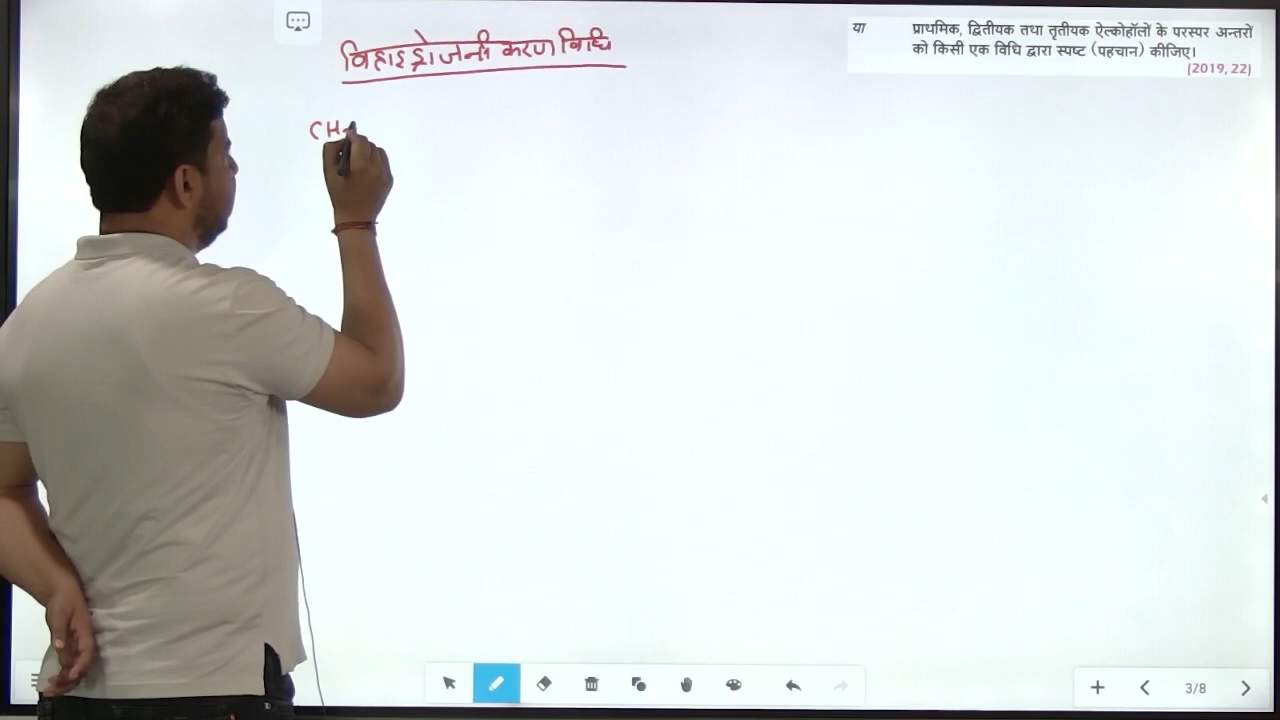 विहाइड्रोजनीकरण विधि
या प्राथमिक, द्वितीयक तथा तृतीयक ऐल्कोहॉलों के परस्पर अन्तरों
को किसी एक विधि द्वारा स्पष्ट (पहचान) कीजिए।
(2019, 22)
CH
3/8